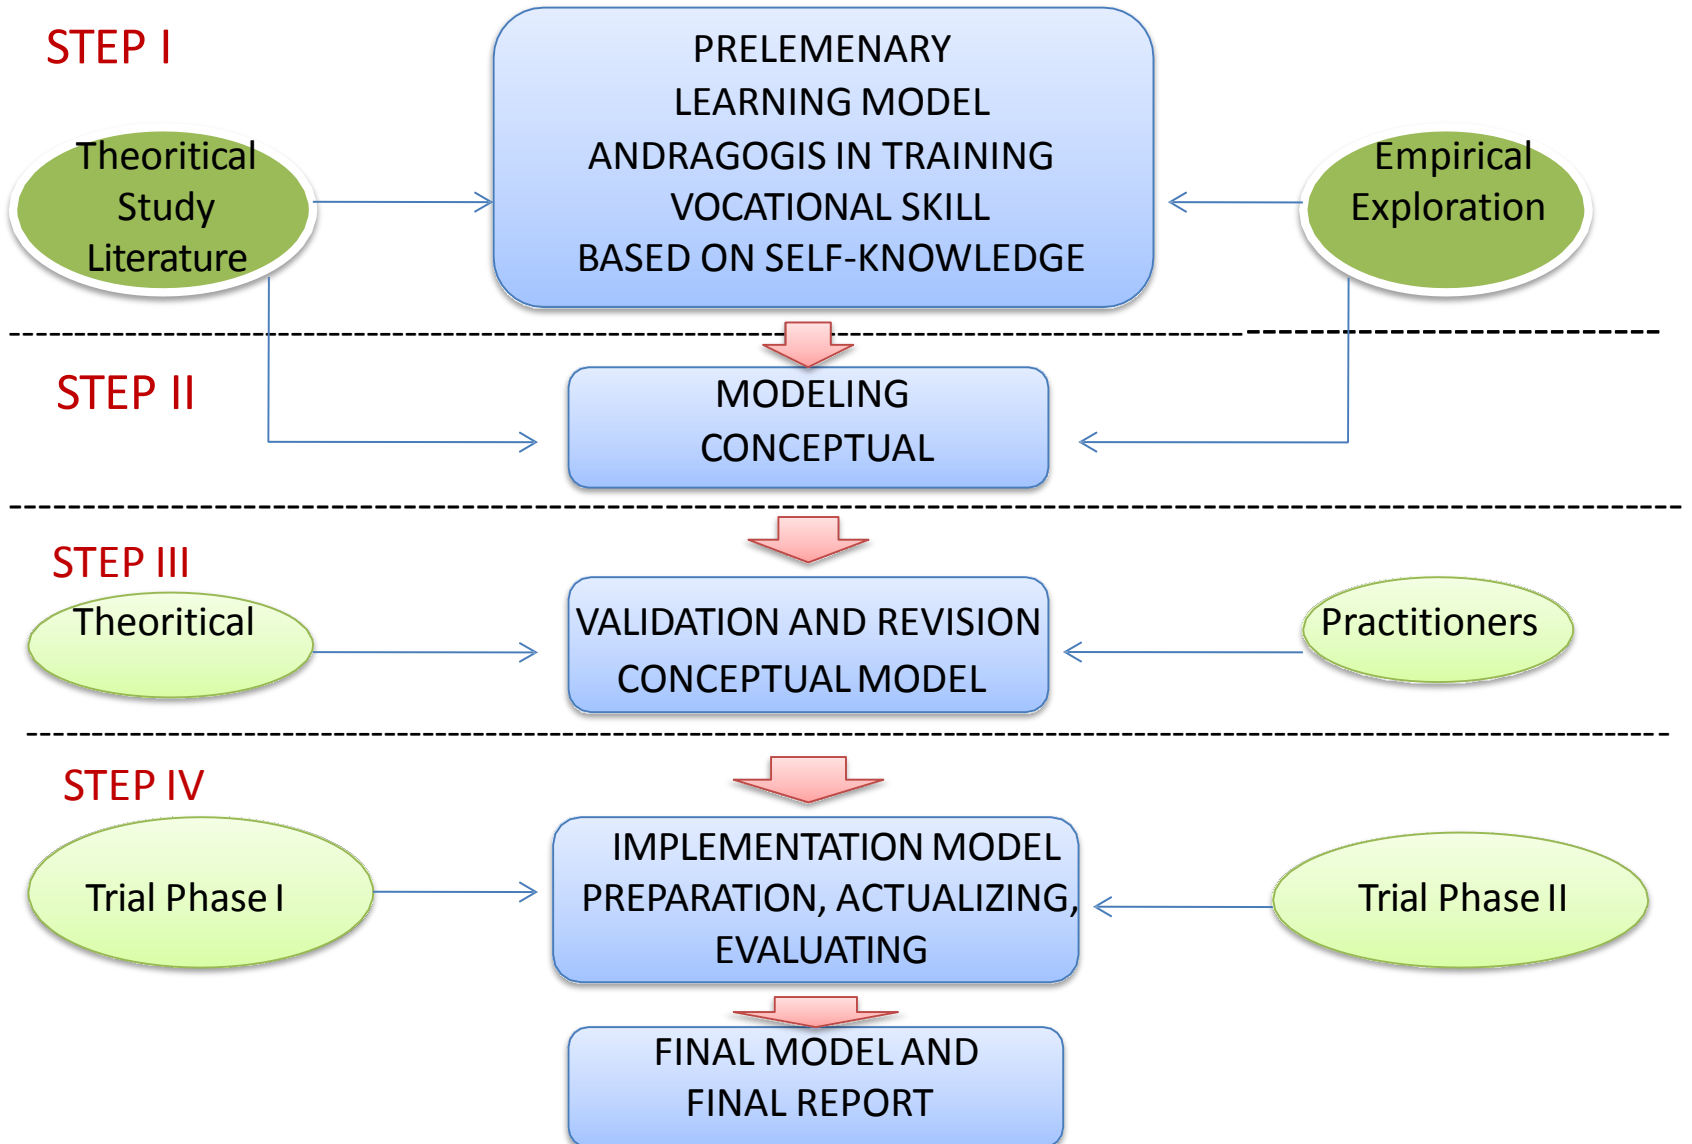 STEP I
PRELEMENARY
LEARNING MODEL
ANDRAGOGIS IN TRAINING
VOCATIONAL SKILL
BASED ON SELF-KNOWLEDGE
Theoritical
Study
Literature
Empirical
Exploration
STEP II
MODELING
CONCEPTUAL
STEP III
Theoritical
VALIDATION AND REVISION
CONCEPTUAL MODEL
Practitioners
STEP IV
Trial Phase I
IMPLEMENTATION MODEL
PREPARATION, ACTUALIZING,
EVALUATING
Trial Phase II
FINAL MODEL AND
FINAL REPORT